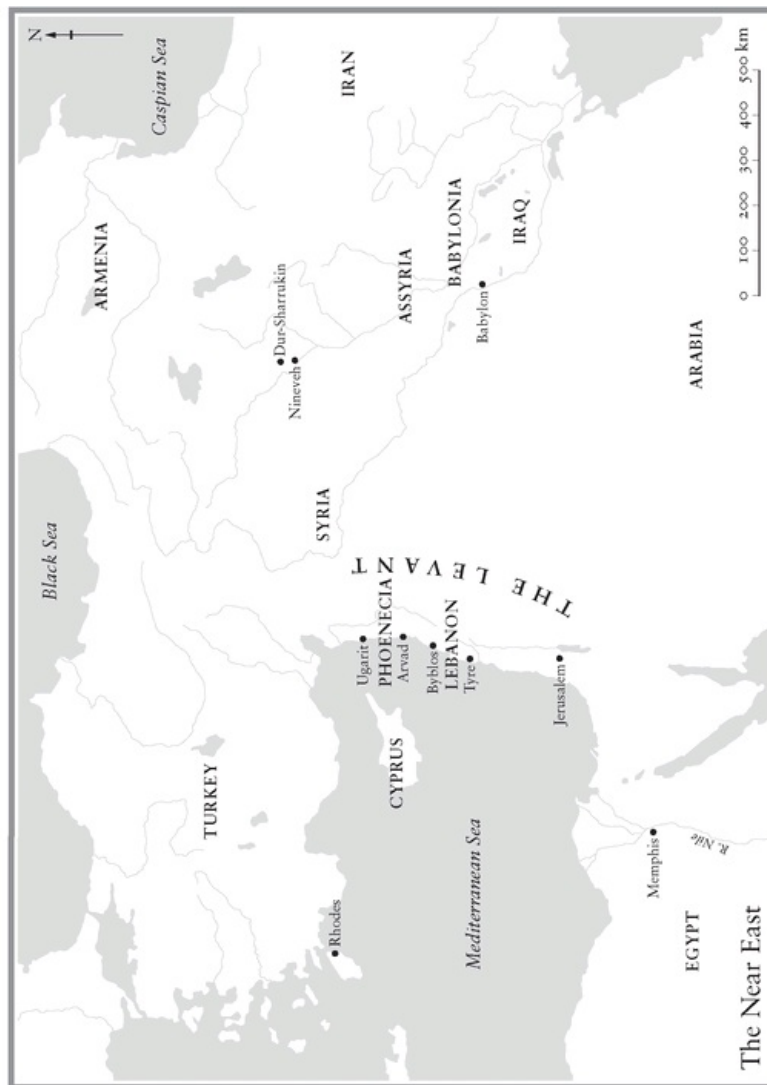 N
Black Sea
ARMENIA
Caspian Sea
TURKEY
Dur-Sharrukin
Nineveh
SYRIA
Rhodes
IRAN
Ugarit
PHOENECIA
CYPRUS
Arvad
ASSYRIA
THE LEVANT
Byblos
LEBANON
BABYLONIA
Tyre
Mediterranean Sea
Babylon
IRAQ
Jerusalem
Memphis
R. Nile
EGYPT
ARABIA
The Near East
0 100 200 300 400 500 km